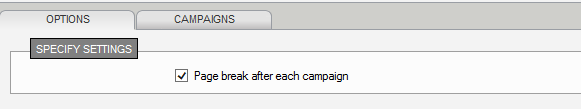 OPTIONS CAMPAIGNS
SPECIFY SETTINGS
Page break after each campaign